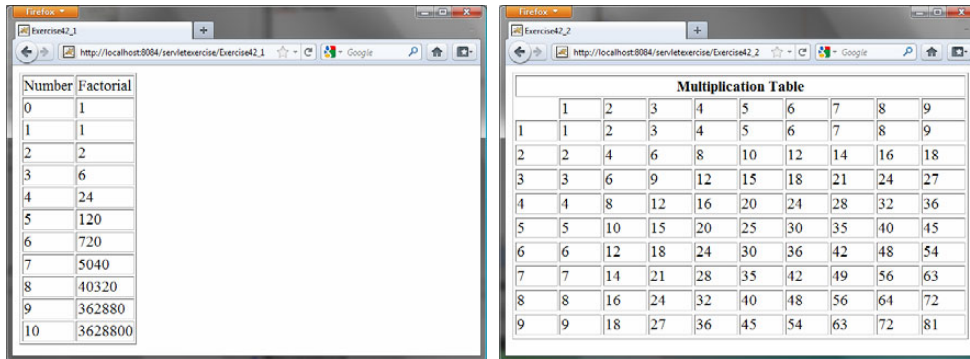 Firefox
Exercise42_1
http://localhost:8084/servletexercise/Exercise42_1
Google
Number Factorial
0 1
1 1
2 2
3 6
4 24
5 120
6 720
7 5040
8 40320
9 362880
10 3628800
Firefox
Exercise42_2
http://localhost:8084/servletexercise/Exercise42_2
Google
Multiplication Table
1 2 3 4 5 6 7 8 9
1 1 2 3 4 5 6 7 8 9
2 2 4 6 8 10 12 14 16 18
3 3 6 9 12 15 18 21 24 27
4 4 8 12 16 20 24 28 32 36
5 5 10 15 20 25 30 35 40 45
6 6 12 18 24 30 36 42 48 54
7 7 14 21 28 35 42 49 56 63
8 8 16 24 32 40 48 56 64 72
9 9 18 27 36 45 54 63 72 81